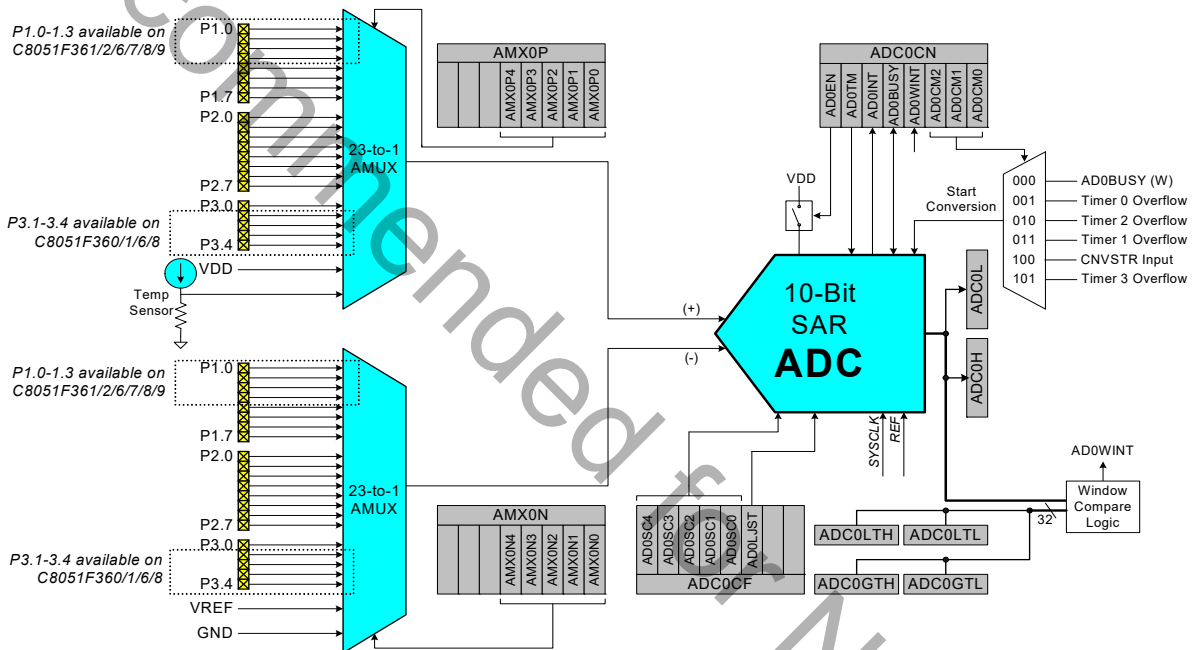 P1.0-1.3 available on
C8051F361/2/6/7/8/9
P1.0
P1.7
P2.0
P2.7
P3.0
P3.4
P3.1-3.4 available on
C8051F360/1/6/8
VDD
Temp
Sensor
23-to-1
AMUX
AMX0P
AMX0P4
AMX0P3
AMX0P2
AMX0P1
AMX0P0
ADC0CN
AD0EN
AD0TM
AD0INT
AD0BUSY
AD0WINT
AD0CM2
AD0CM1
AD0CM0
VDD
Start
Conversion
000
001
010
011
100
101
AD0BUSY (W)
Timer 0 Overflow
Timer 2 Overflow
Timer 1 Overflow
CNVSTR Input
Timer 3 Overflow
(+)
(-)
10-Bit
SAR
ADC
ADC0L
ADC0H
SYSCLK
REF
P1.0-1.3 available on
C8051F361/2/6/7/8/9
P1.0
P1.7
P2.0
P2.7
P3.0
P3.4
P3.1-3.4 available on
C8051F360/1/6/8
VREF
GND
23-to-1
AMUX
AMX0N
AMX0N4
AMX0N3
AMX0N2
AMX0N1
AMX0N0
AD0SC4
AD0SC3
AD0SC2
AD0SC1
AD0SC0
AD0LJST
ADC0CF
AD0WINT
Window
Compare
Logic
32
ADC0LTH
ADC0LTL
ADC0GTH
ADC0GTL
commended for N